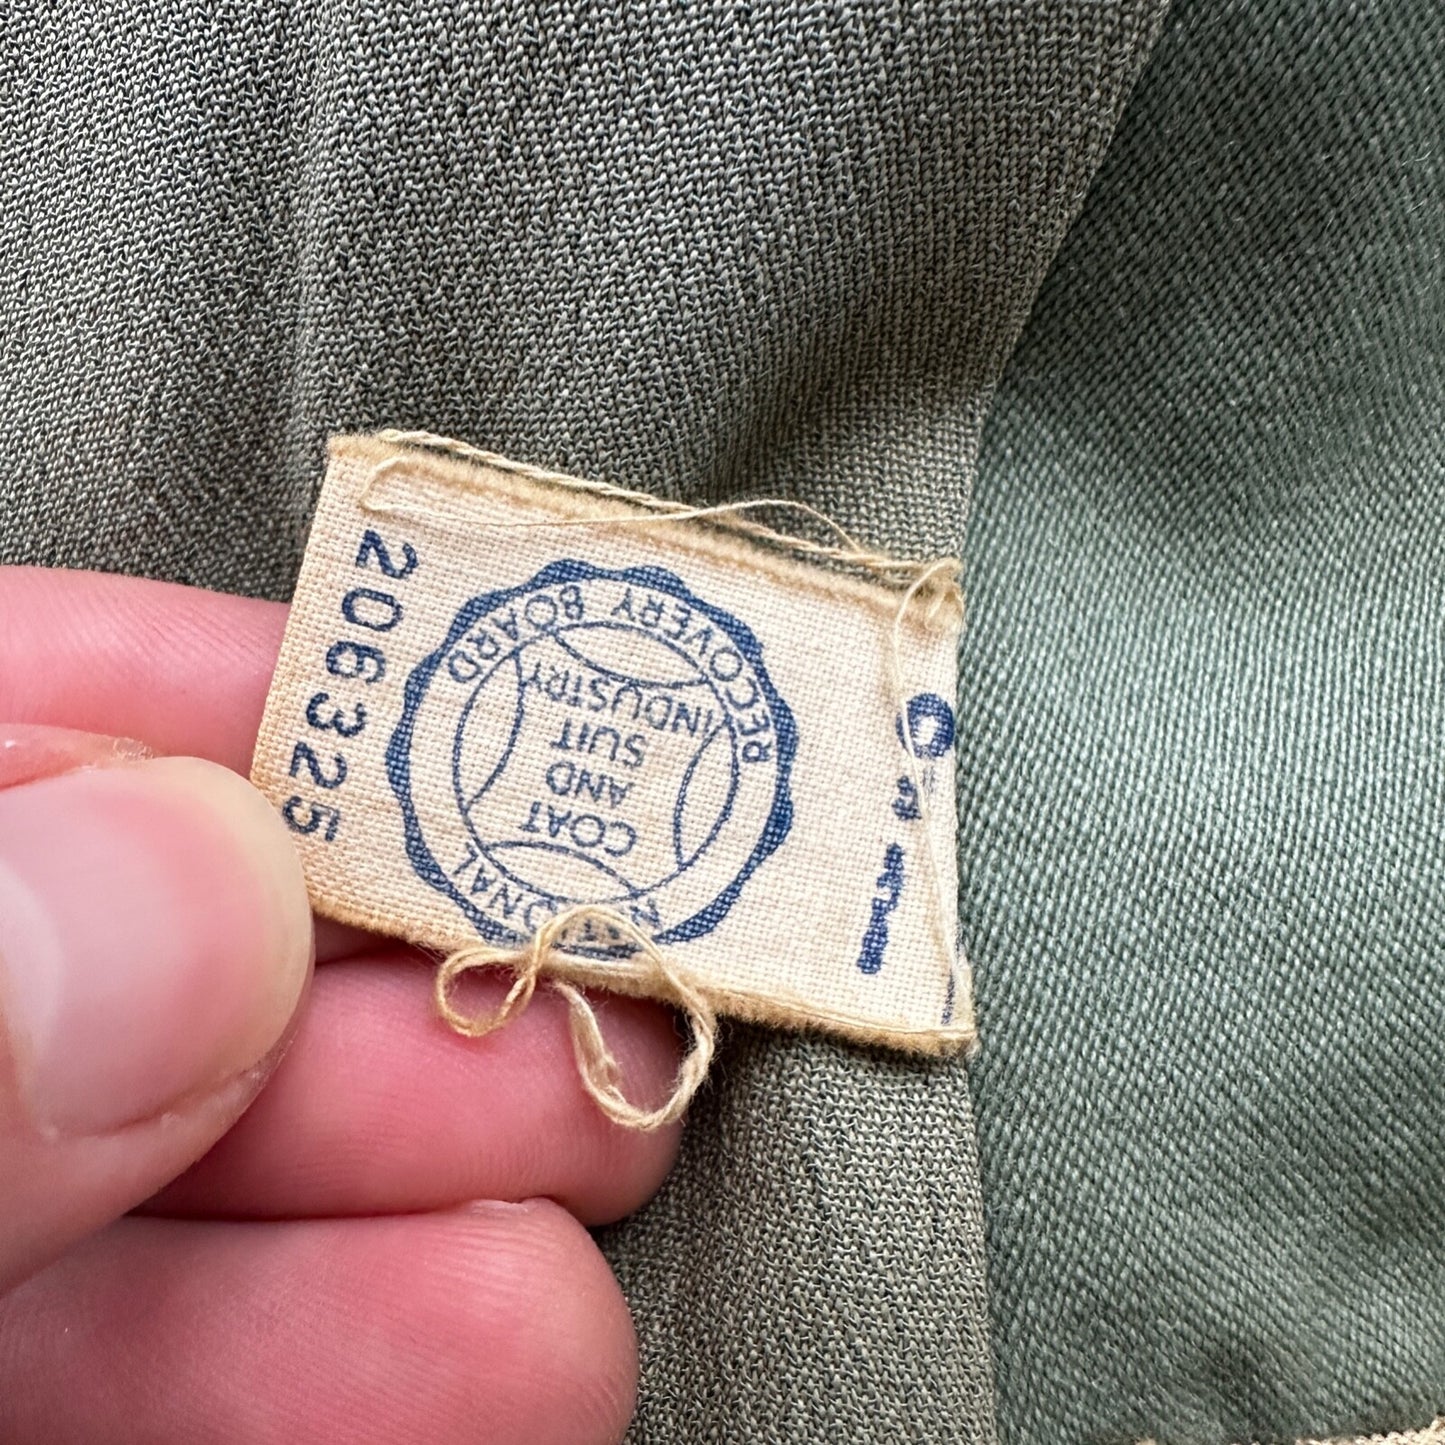 206325
NATIONAL RECOVERY BOARD
COAT
AND
SUIT
INDUSTRY